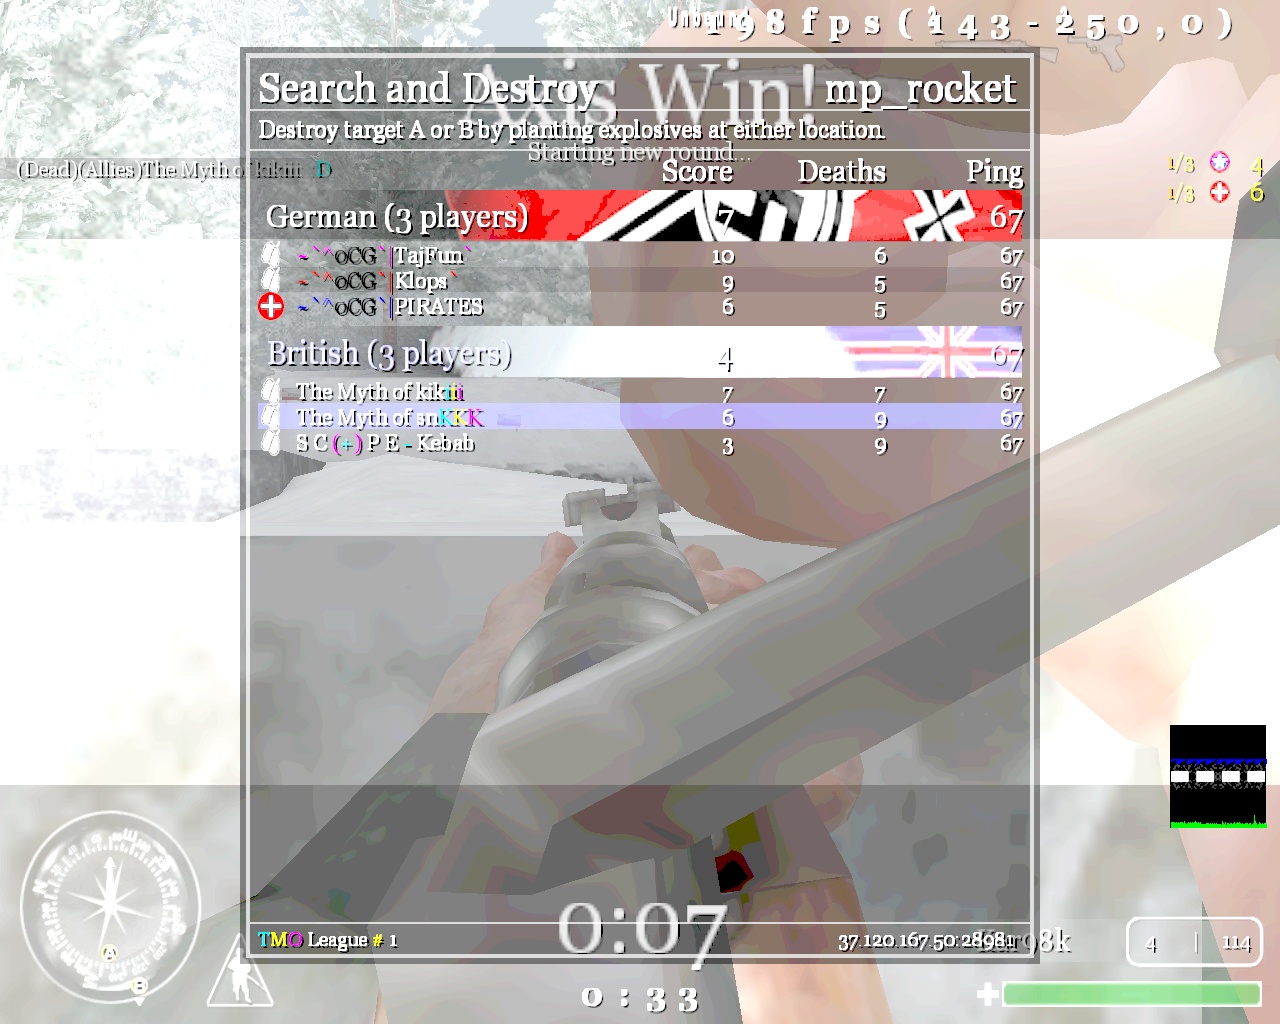 198fps(143-250,0)
Axis Win!
Search and Destroy mp_rocket
Destroy target A or B by planting explosives at either location.
Starting new round...
(Dead)(Allies)The Myth of kikiii :D
Score Deaths Ping
1/3 4
1/3 6
German (3 players) 7 67
~`^oCG`|TajFun` 10 6 67
~`^oCG`|Klops` 9 5 67
~`^oCG`|PIRATES 6 5 67
British (3 players) 4 67
The Myth of kikiii 7 7 67
The Myth of snKKK 6 9 67
S C (+) P E - Kebab 3 9 67
0:07
TMO League # 1 37.120.167.50:28981
4 | 114
0:33